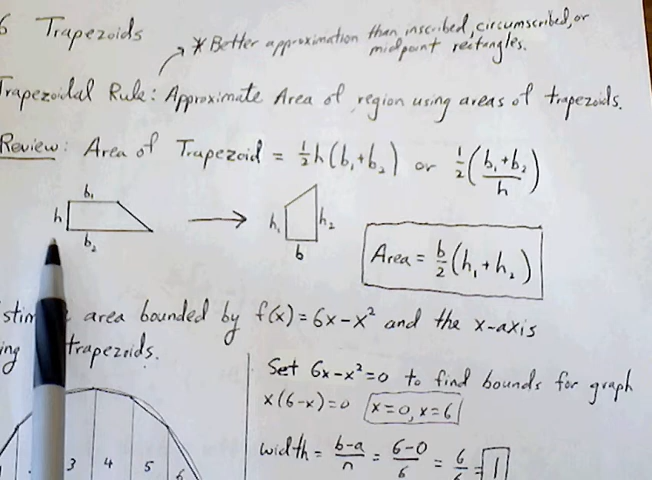 6 Trapezoids
* Better approximation than inscribed, circumscribed, or midpoint rectangles.
Trapezoidal Rule: Approximate Area of region using areas of trapezoids.
Review: Area of Trapezoid = ½h(b₁+b₂) or ½((b₁+b₂)/h)
b₁
h
b₂
h₁ h₂
b
Area = b/2 (h₁+h₂)
area bounded by f(x)=6x-x² and the x-axis
trapezoids.
Set 6x-x²=0 to find bounds for graph
x(6-x)=0 x=0, x=6
width = (b-a)/n = (6-0)/6 = 6/6 = 1
1 3 4 5 6